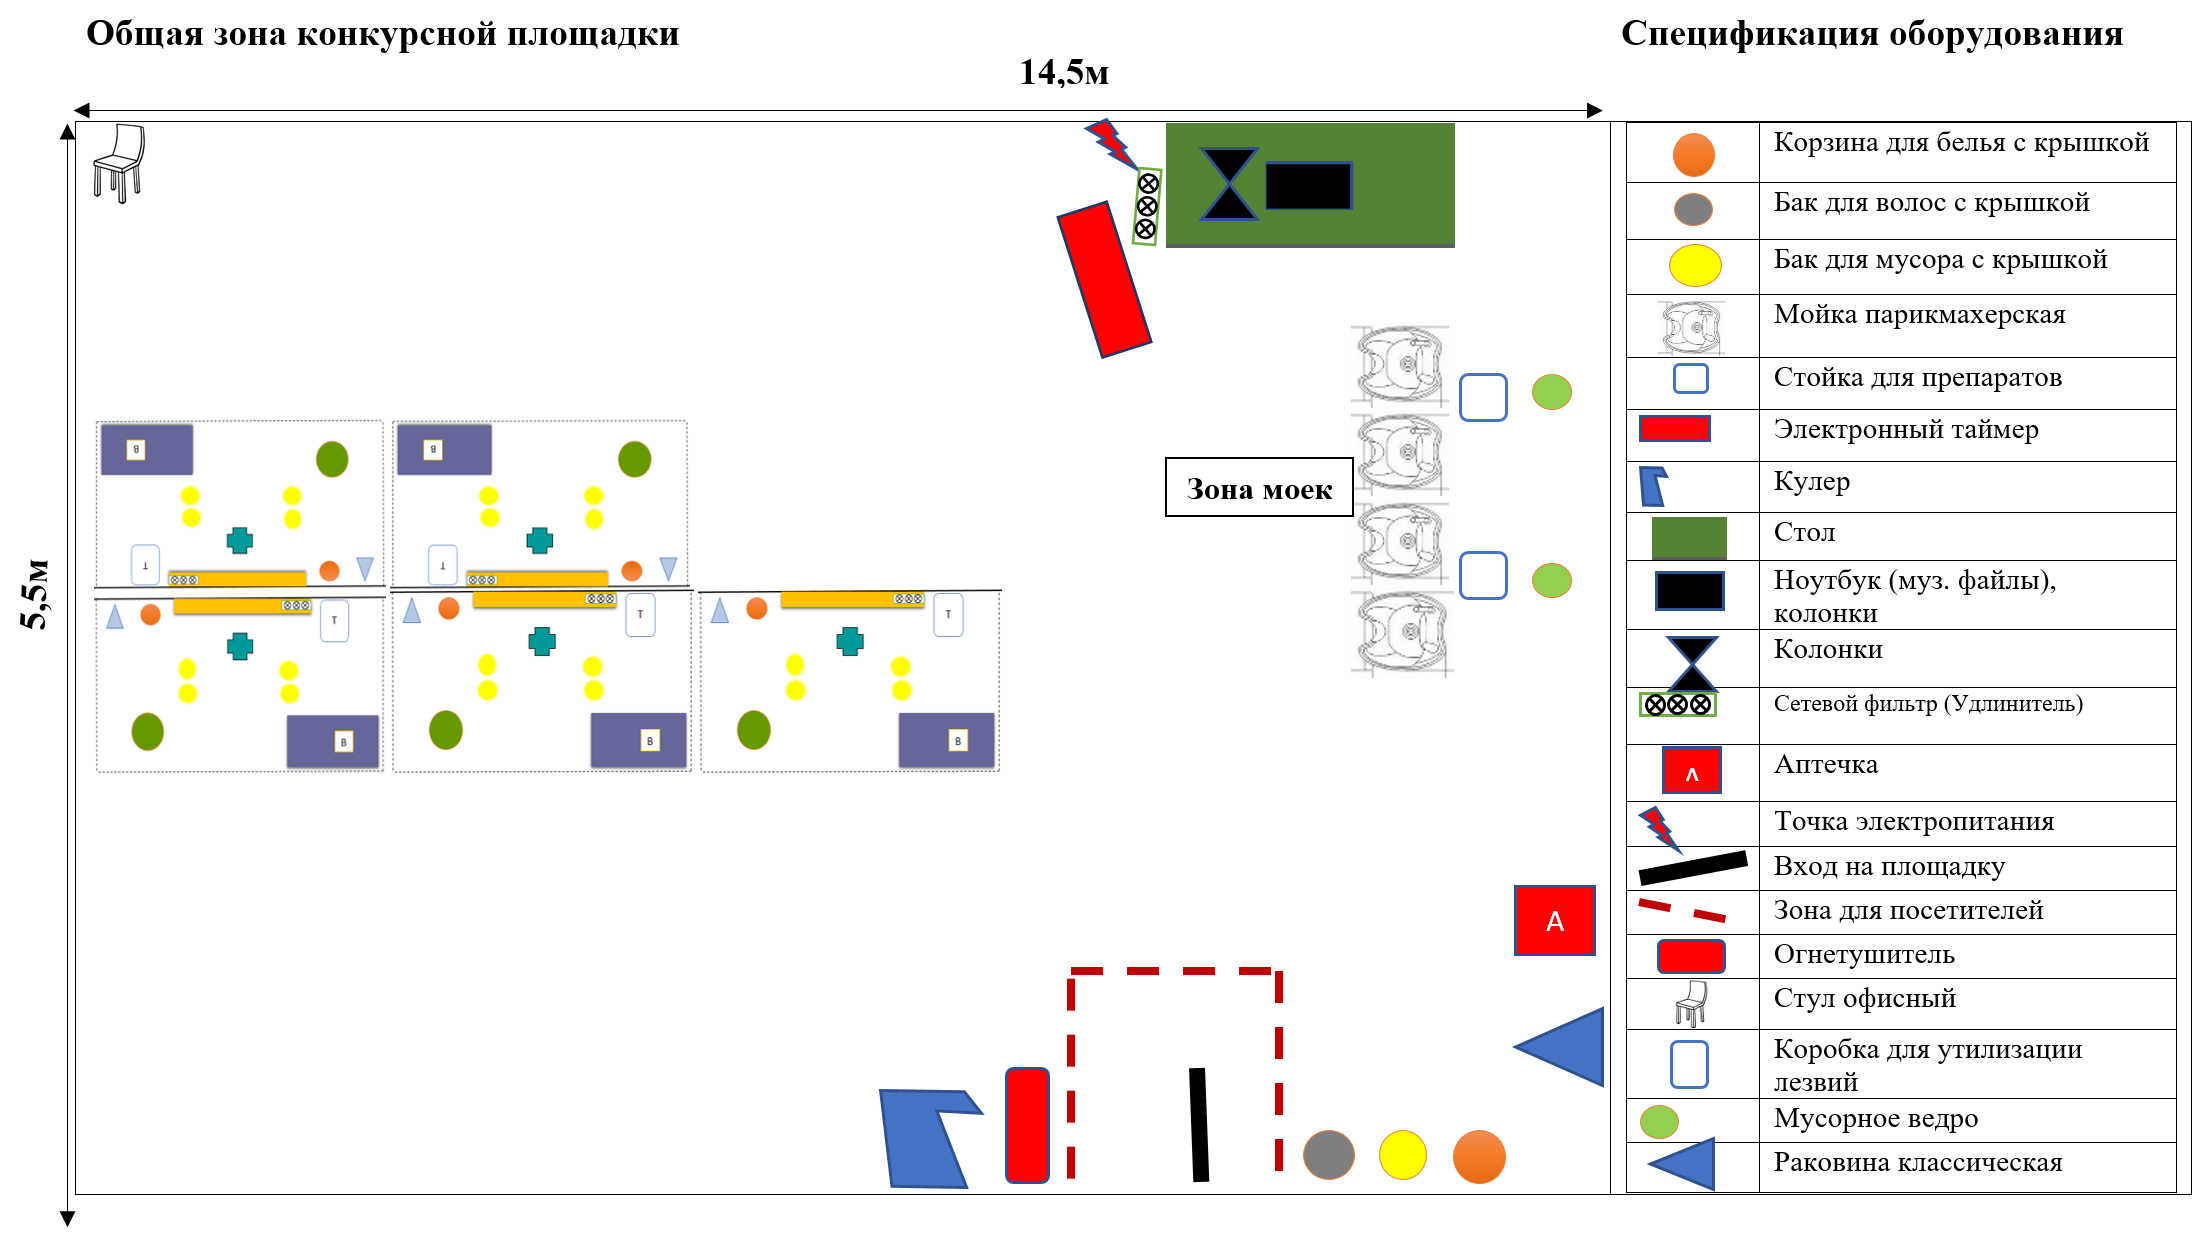 Общая зона конкурсной площадки
Спецификация оборудования
14,5м
5,5м
В
В
Т
Т
Т
Т
Т
В
В
В
Зона моек
А
Корзина для белья с крышкой
Бак для волос с крышкой
Бак для мусора с крышкой
Мойка парикмахерская
Стойка для препаратов
Электронный таймер
Кулер
Стол
Ноутбук (муз. файлы),
колонки
Колонки
Сетевой фильтр (Удлинитель)
Аптечка
Точка электропитания
Вход на площадку
Зона для посетителей
Огнетушитель
Стул офисный
Коробка для утилизации
лезвий
Мусорное ведро
Раковина классическая